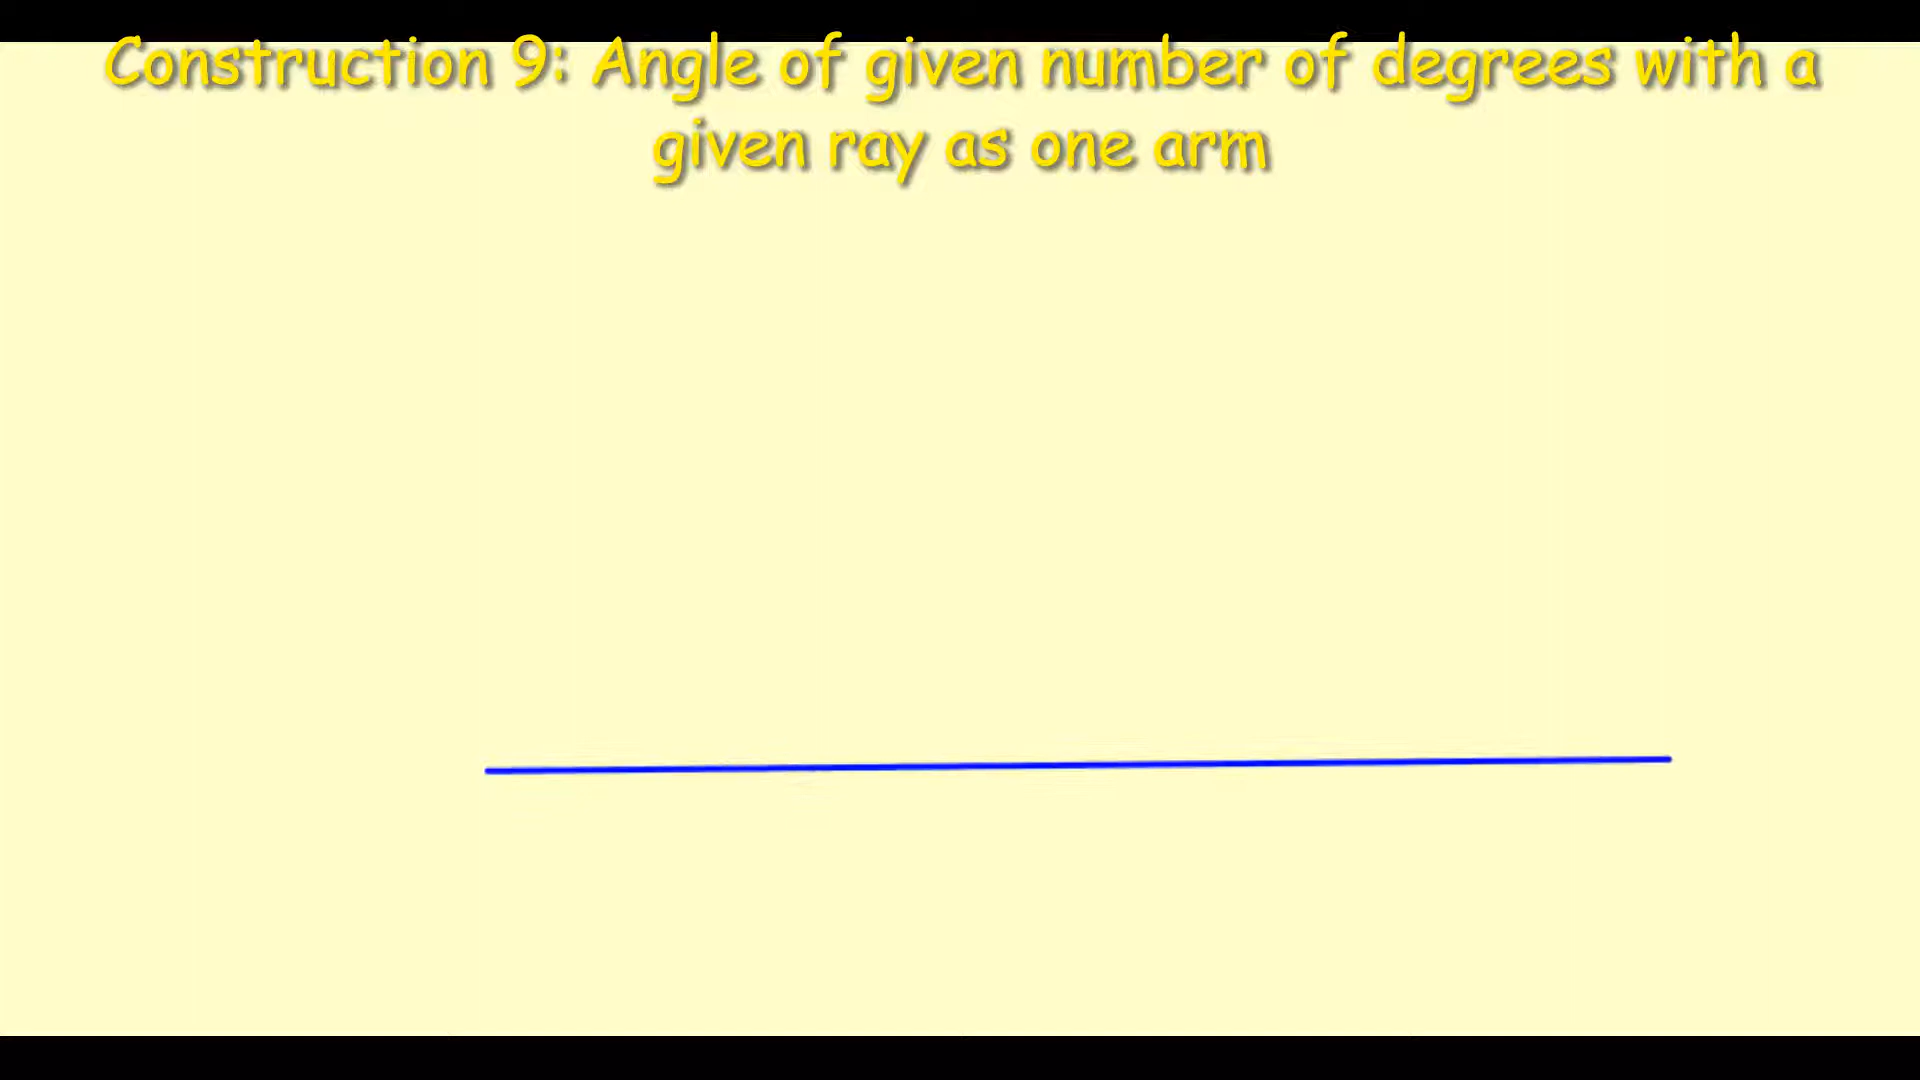 Construction 9: Angle of given number of degrees with a
given ray as one arm